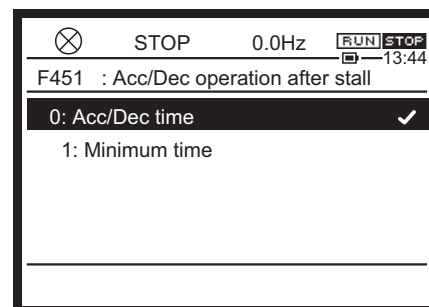 STOP 0.0Hz RUN STOP
13:44
F451 : Acc/Dec operation after stall
0: Acc/Dec time
1: Minimum time